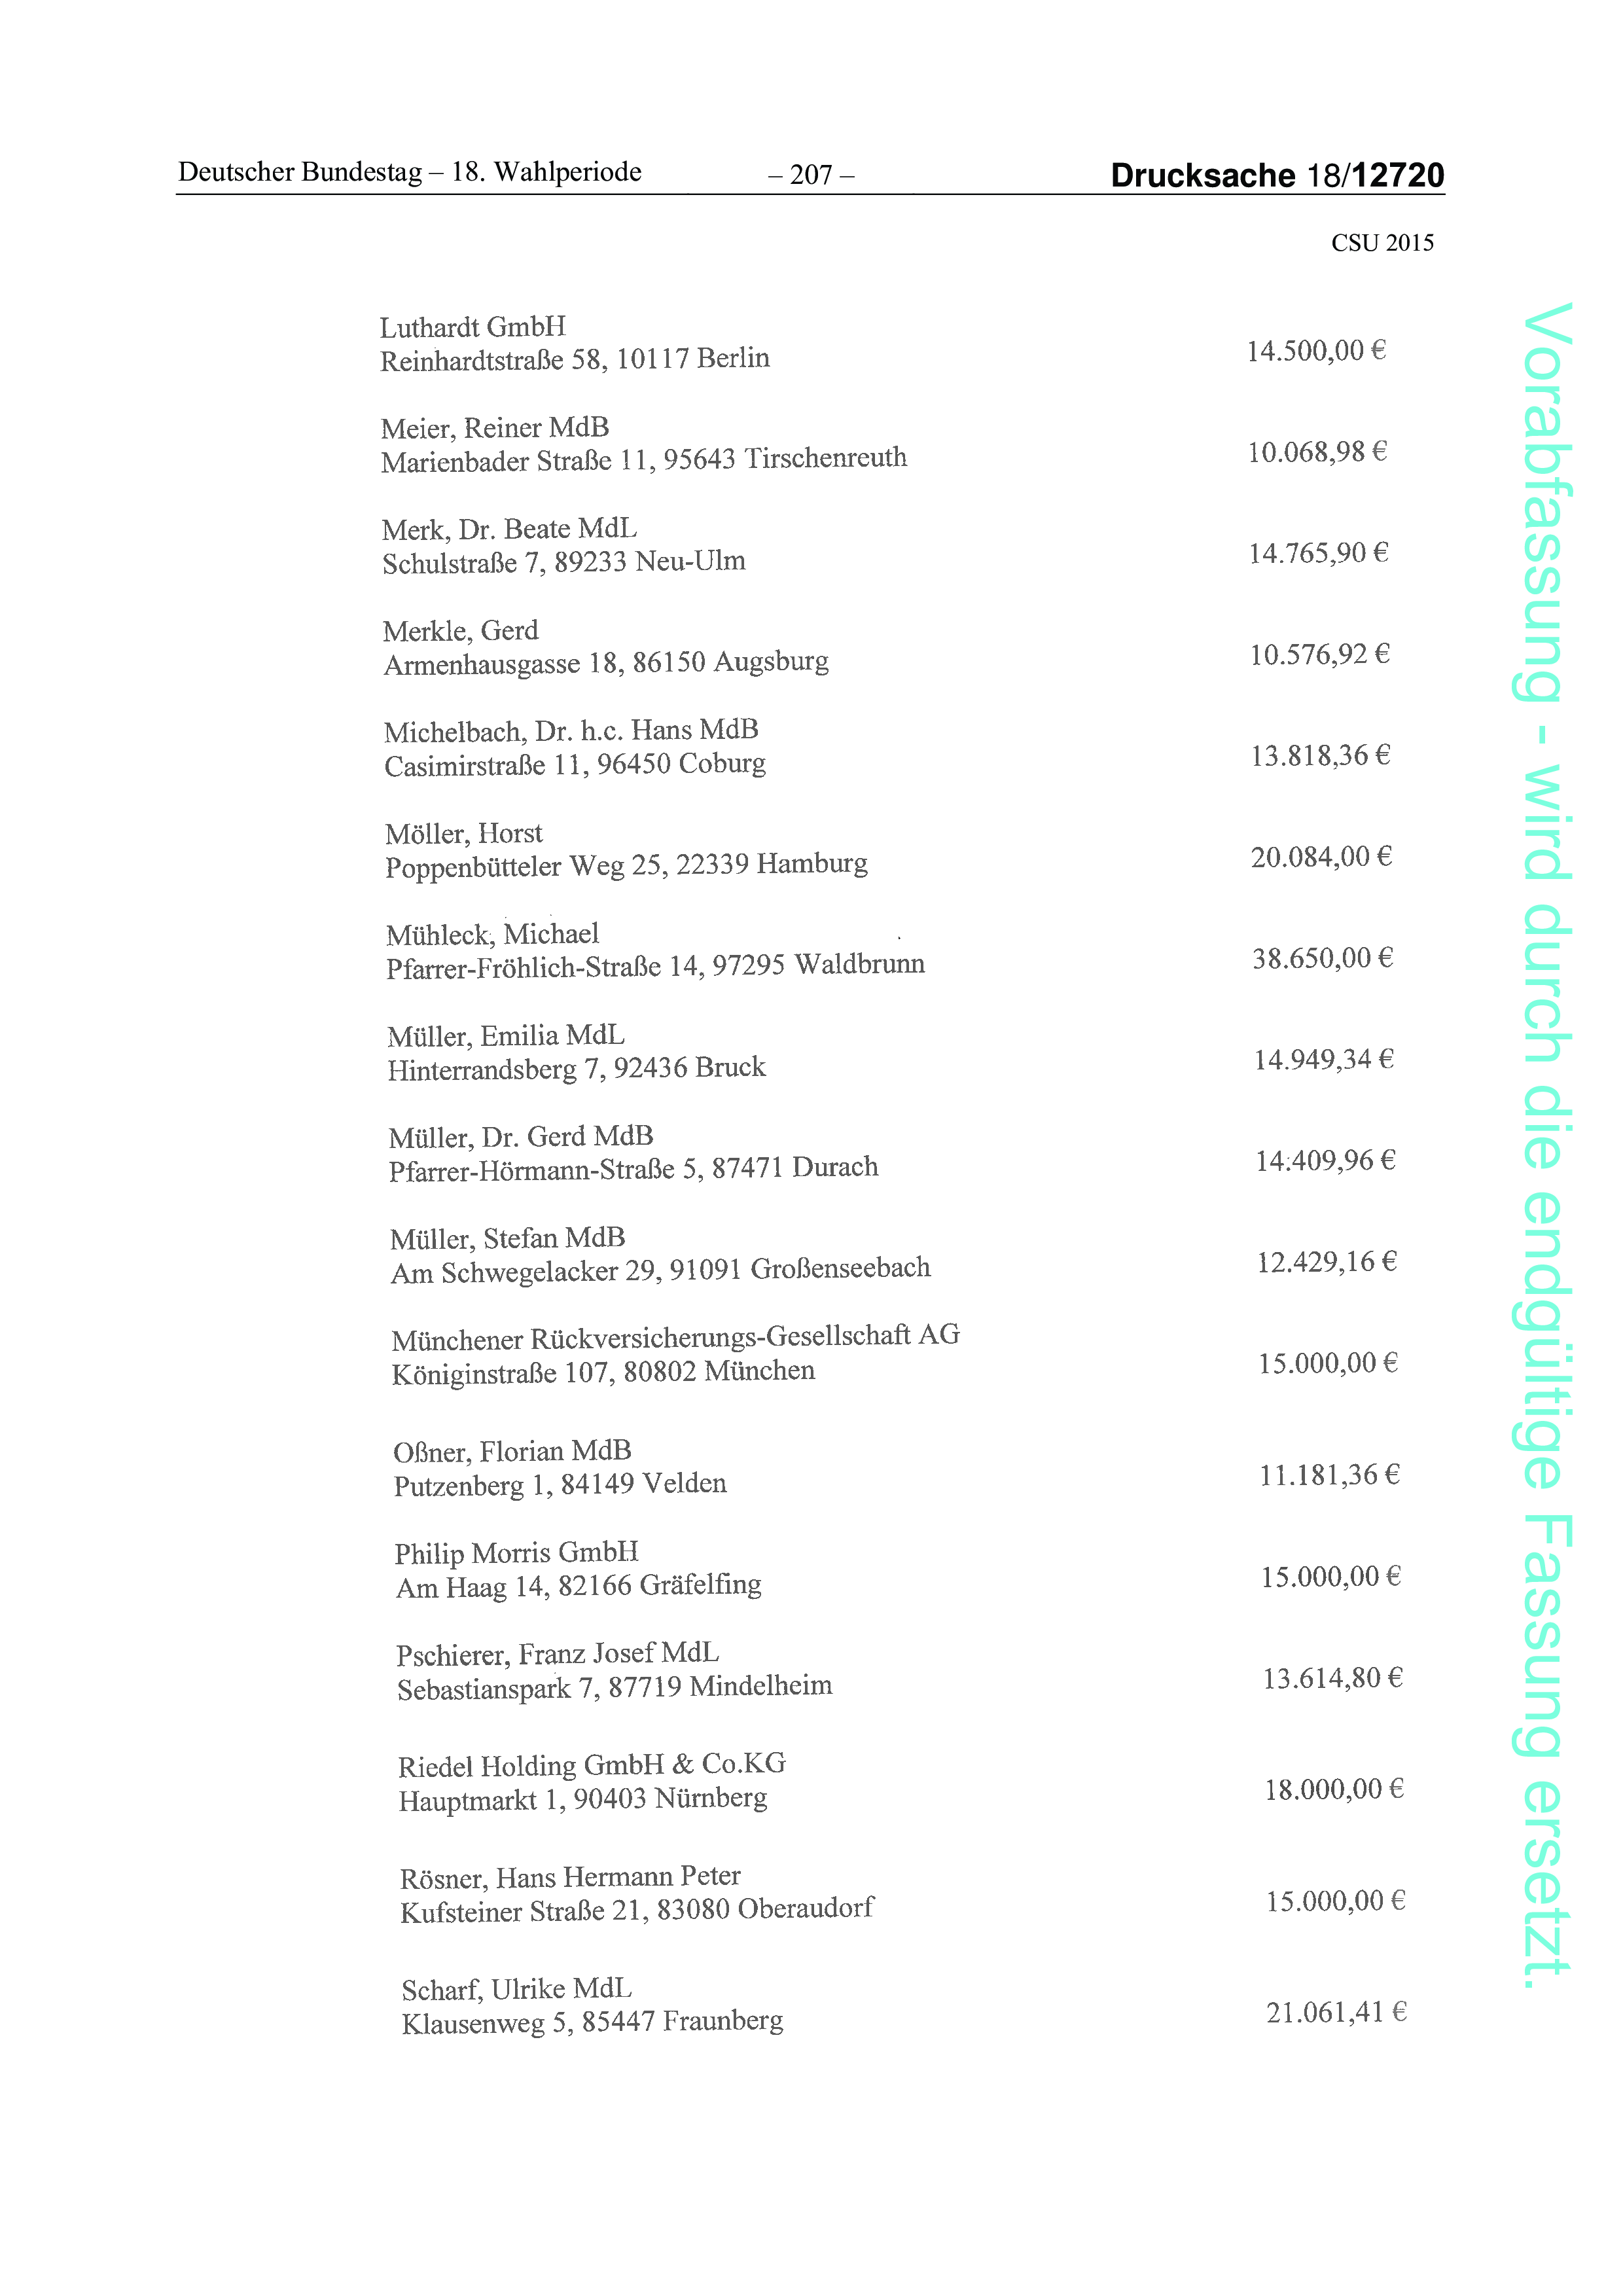 Deutscher Bundestag – 18. Wahlperiode – 207 – Drucksache 18/12720
CSU 2015
Luthardt GmbH
Reinhardtstraße 58, 10117 Berlin 14.500,00 €
Meier, Reiner MdB
Marienbader Straße 11, 95643 Tirschenreuth 10.068,98 €
Merk, Dr. Beate MdL
Schulstraße 7, 89233 Neu-Ulm 14.765,90 €
Merkle, Gerd
Armenhausgasse 18, 86150 Augsburg 10.576,92 €
Michelbach, Dr. h.c. Hans MdB
Casimirstraße 11, 96450 Coburg 13.818,36 €
Möller, Horst
Poppenbütteler Weg 25, 22339 Hamburg 20.084,00 €
Mühleck, Michael
Pfarrer-Fröhlich-Straße 14, 97295 Waldbrunn 38.650,00 €
Müller, Emilia MdL
Hinterrandsberg 7, 92436 Bruck 14.949,34 €
Müller, Dr. Gerd MdB
Pfarrer-Hörmann-Straße 5, 87471 Durach 14.409,96 €
Müller, Stefan MdB
Am Schwegelacker 29, 91091 Großenseebach 12.429,16 €
Münchener Rückversicherungs-Gesellschaft AG
Königinstraße 107, 80802 München 15.000,00 €
Oßner, Florian MdB
Putzenberg 1, 84149 Velden 11.181,36 €
Philip Morris GmbH
Am Haag 14, 82166 Gräfelfing 15.000,00 €
Pschierer, Franz Josef MdL
Sebastianspark 7, 87719 Mindelheim 13.614,80 €
Riedel Holding GmbH & Co.KG
Hauptmarkt 1, 90403 Nürnberg 18.000,00 €
Rösner, Hans Hermann Peter
Kufsteiner Straße 21, 83080 Oberaudorf 15.000,00 €
Scharf, Ulrike MdL
Klausenweg 5, 85447 Fraunberg 21.061,41 €
Vorabfassung - wird durch die endgültige Fassung ersetzt.